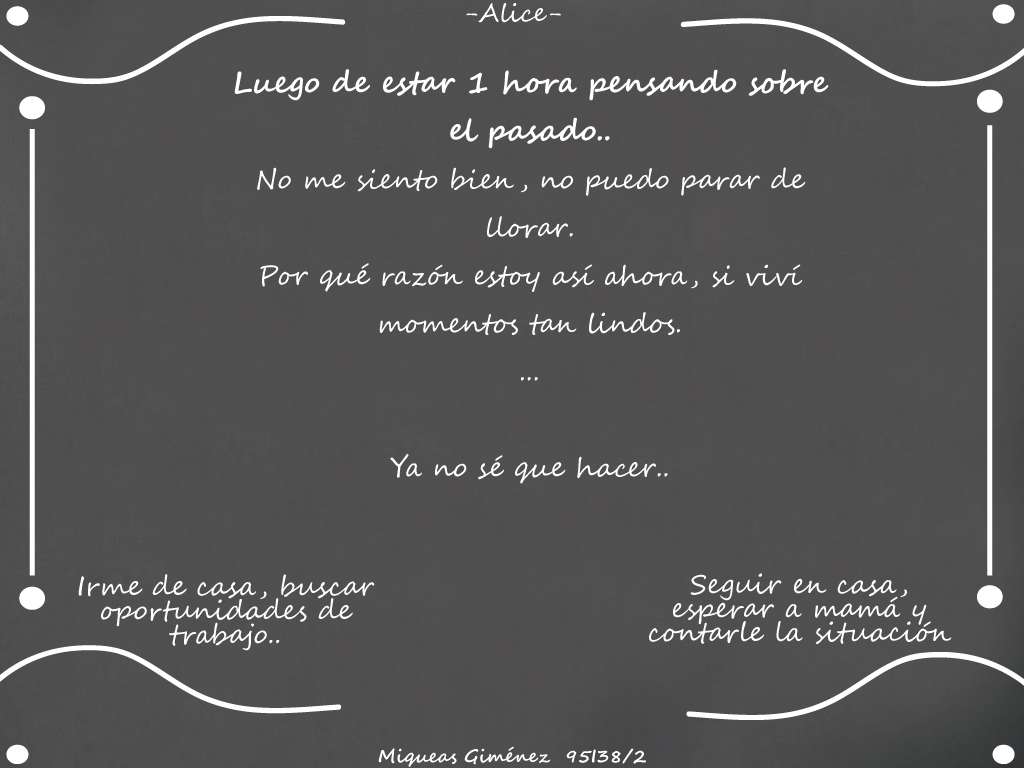 -Alice-
Luego de estar 1 hora pensando sobre
el pasado..
No me siento bien, no puedo parar de
llorar.
Por qué razón estoy así ahora, si viví
momentos tan lindos.
...
Ya no sé que hacer..
Irme de casa, buscar
oportunidades de
trabajo..
Seguir en casa,
esperar a mamá y
contarle la situación
Miqueas Giménez 95138/2